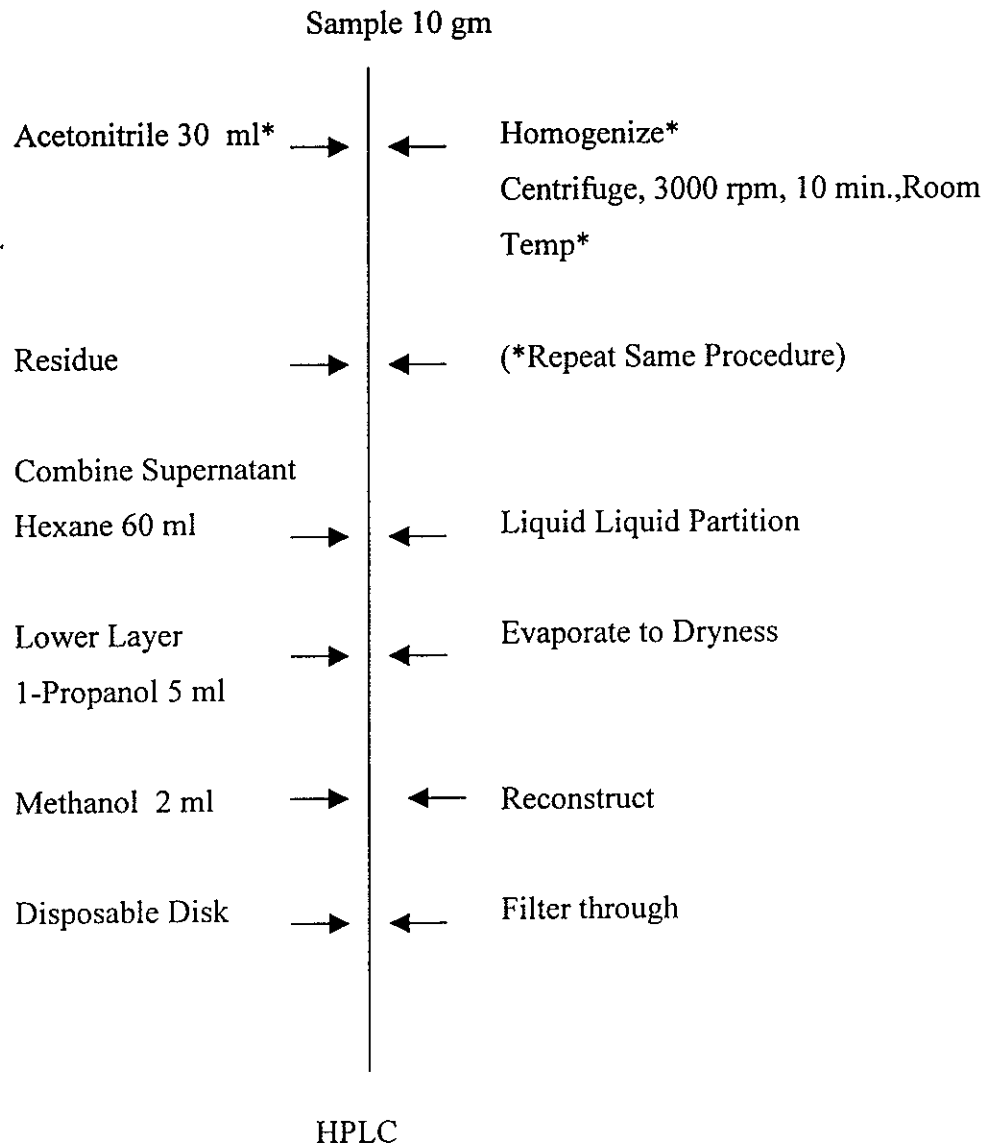 Sample 10 gm
Acetonitrile 30 ml*
Homogenize*
Centrifuge, 3000 rpm, 10 min.,Room
Temp*
Residue
(*Repeat Same Procedure)
Combine Supernatant
Hexane 60 ml
Liquid Liquid Partition
Lower Layer
1-Propanol 5 ml
Evaporate to Dryness
Methanol 2 ml
Reconstruct
Disposable Disk
Filter through
HPLC